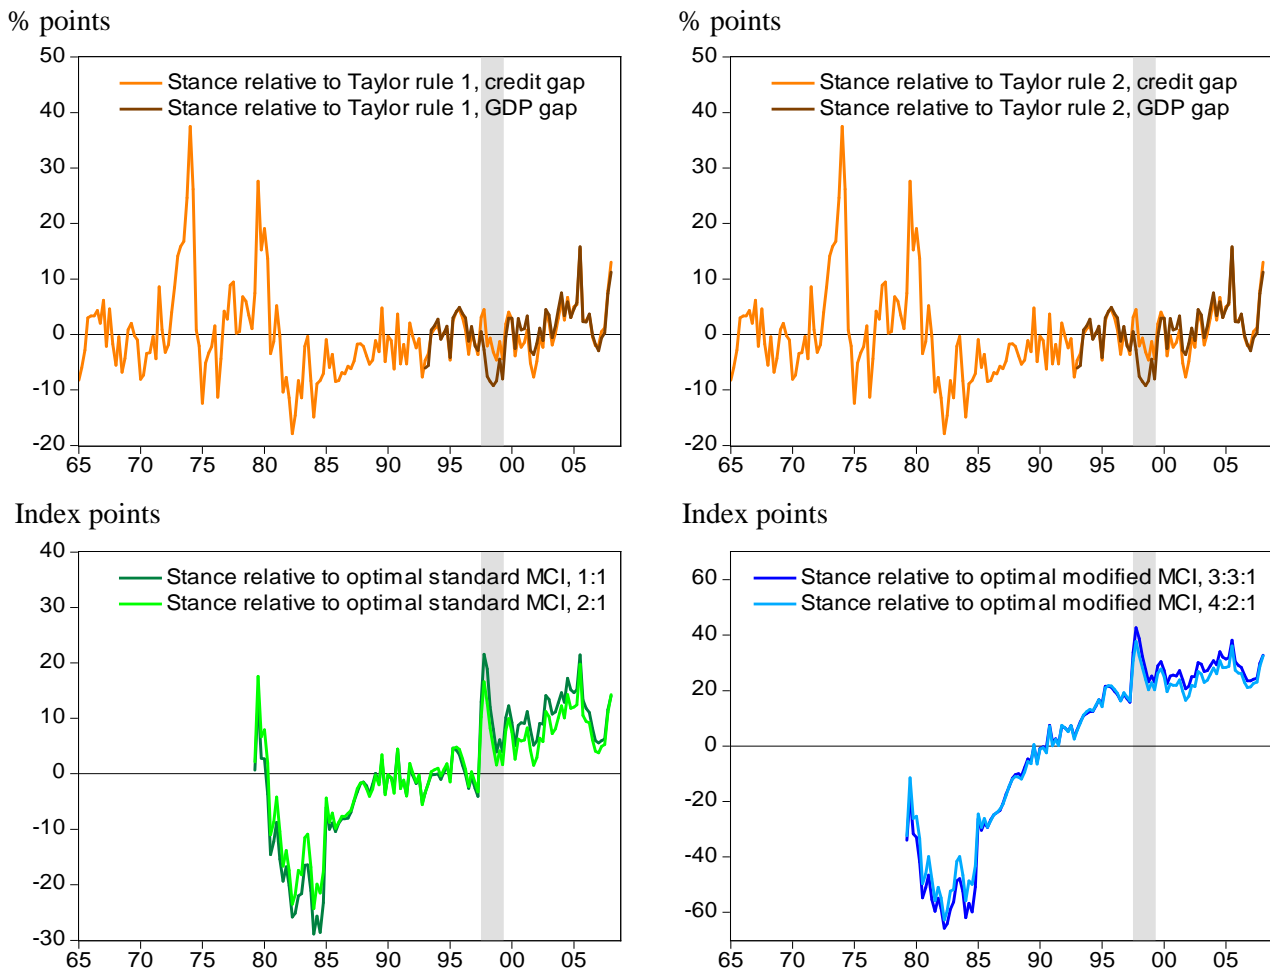 % points
50
40
30
20
10
0
-10
-20
Stance relative to Taylor rule 1, credit gap
Stance relative to Taylor rule 1, GDP gap
65 70 75 80 85 90 95 00 05
% points
50
40
30
20
10
0
-10
-20
Stance relative to Taylor rule 2, credit gap
Stance relative to Taylor rule 2, GDP gap
65 70 75 80 85 90 95 00 05
Index points
40
30
20
10
0
-10
-20
-30
Stance relative to optimal standard MCI, 1:1
Stance relative to optimal standard MCI, 2:1
65 70 75 80 85 90 95 00 05
Index points
60
40
20
0
-20
-40
-60
Stance relative to optimal modified MCI, 3:3:1
Stance relative to optimal modified MCI, 4:2:1
65 70 75 80 85 90 95 00 05